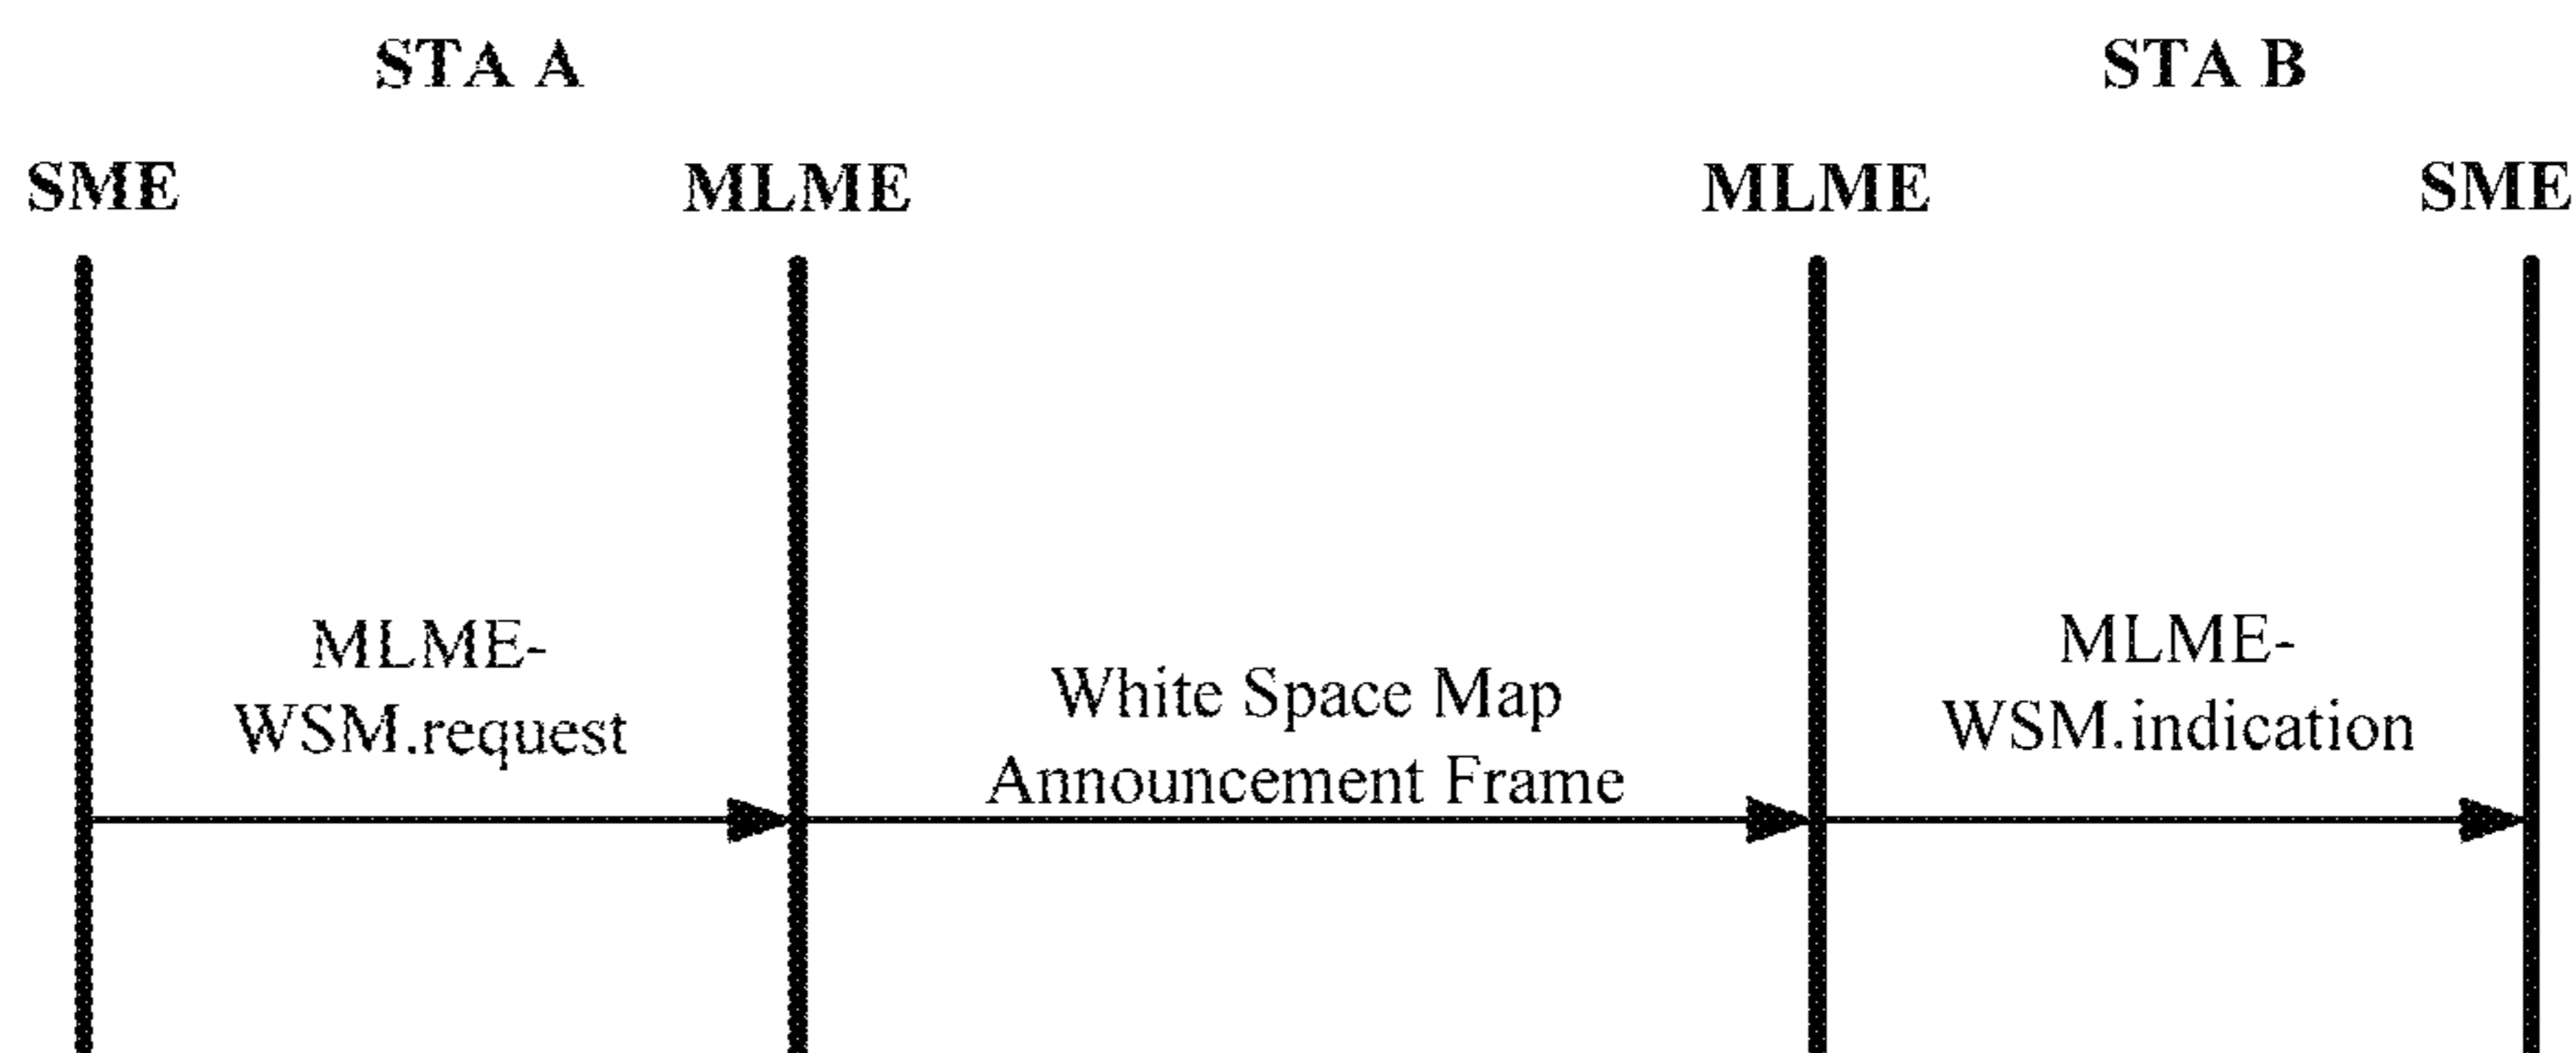 STA A
STA B
SME
MLME
MLME
SME
MLME-
WSM.request
White Space Map
Announcement Frame
MLME-
WSM.indication